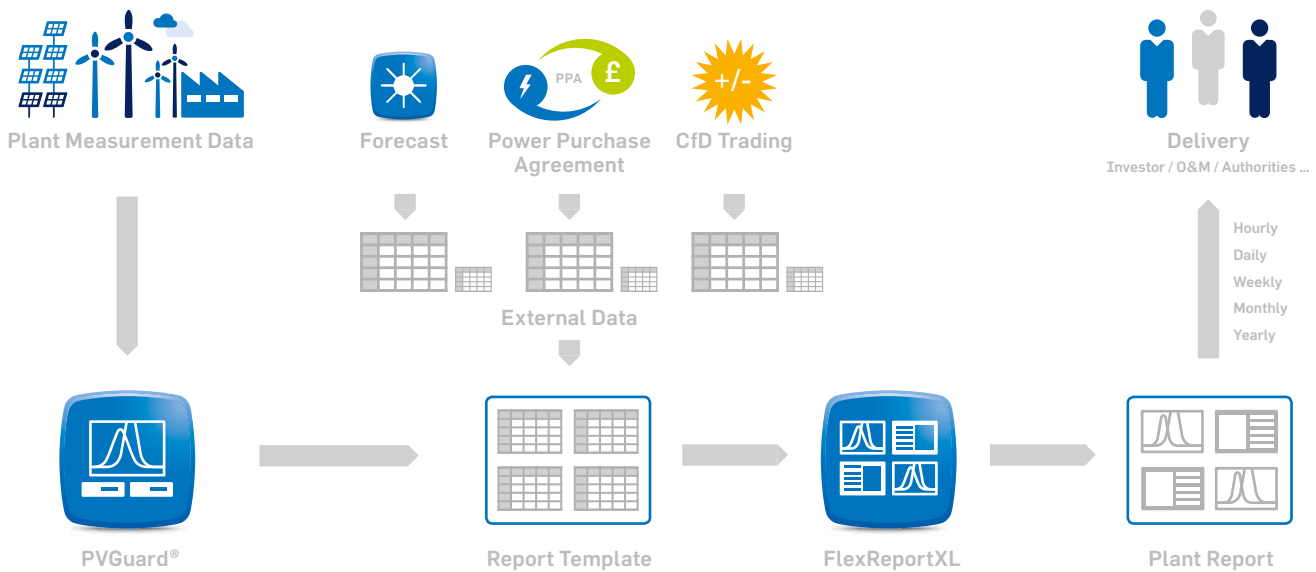 PPA
£
+/-
Plant Measurement Data
Forecast
Power Purchase
Agreement
CfD Trading
Delivery
Investor / O&M / Authorities ...
Hourly
Daily
Weekly
Monthly
Yearly
External Data
PVGuard®
Report Template
FlexReportXL
Plant Report